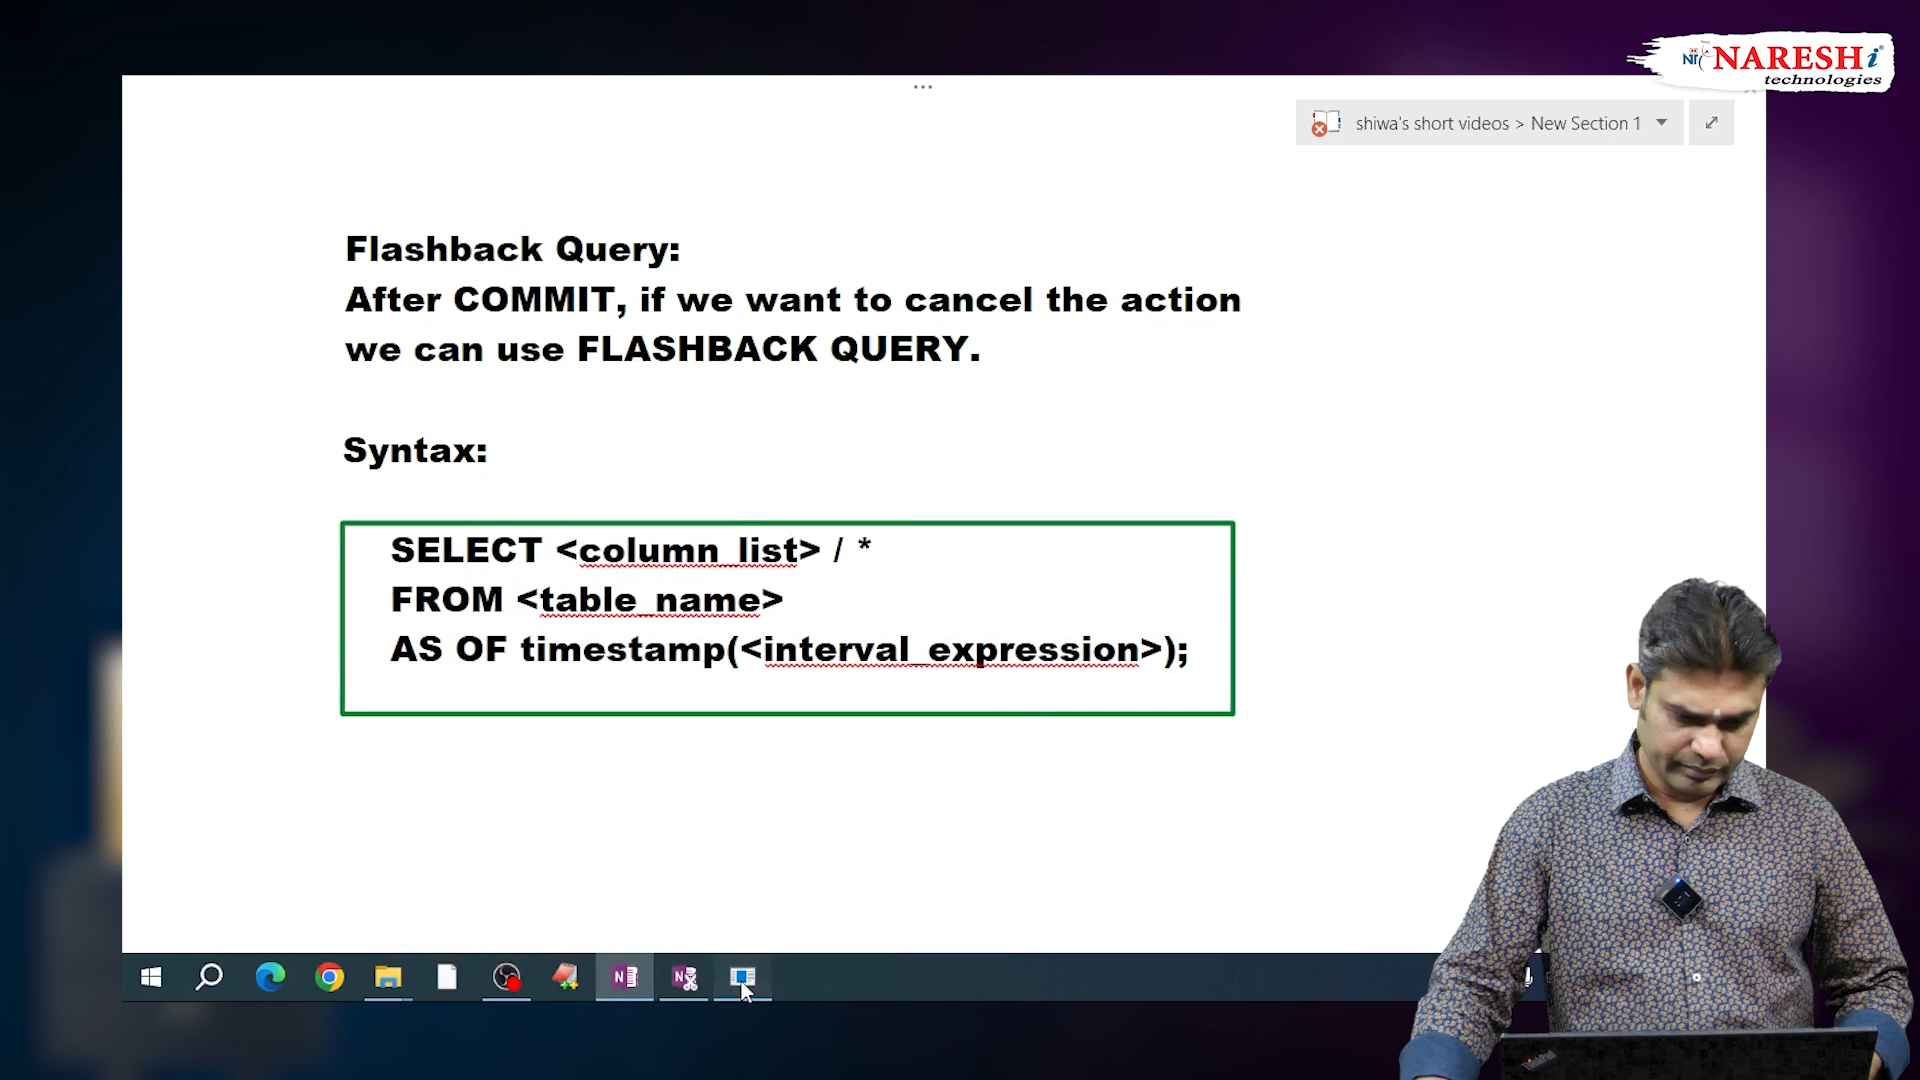 NT NARESH i
technologies
shiwa's short videos > New Section 1
Flashback Query:
After COMMIT, if we want to cancel the action
we can use FLASHBACK QUERY.
Syntax:
SELECT <column_list> / *
FROM <table_name>
AS OF timestamp(<interval_expression>);